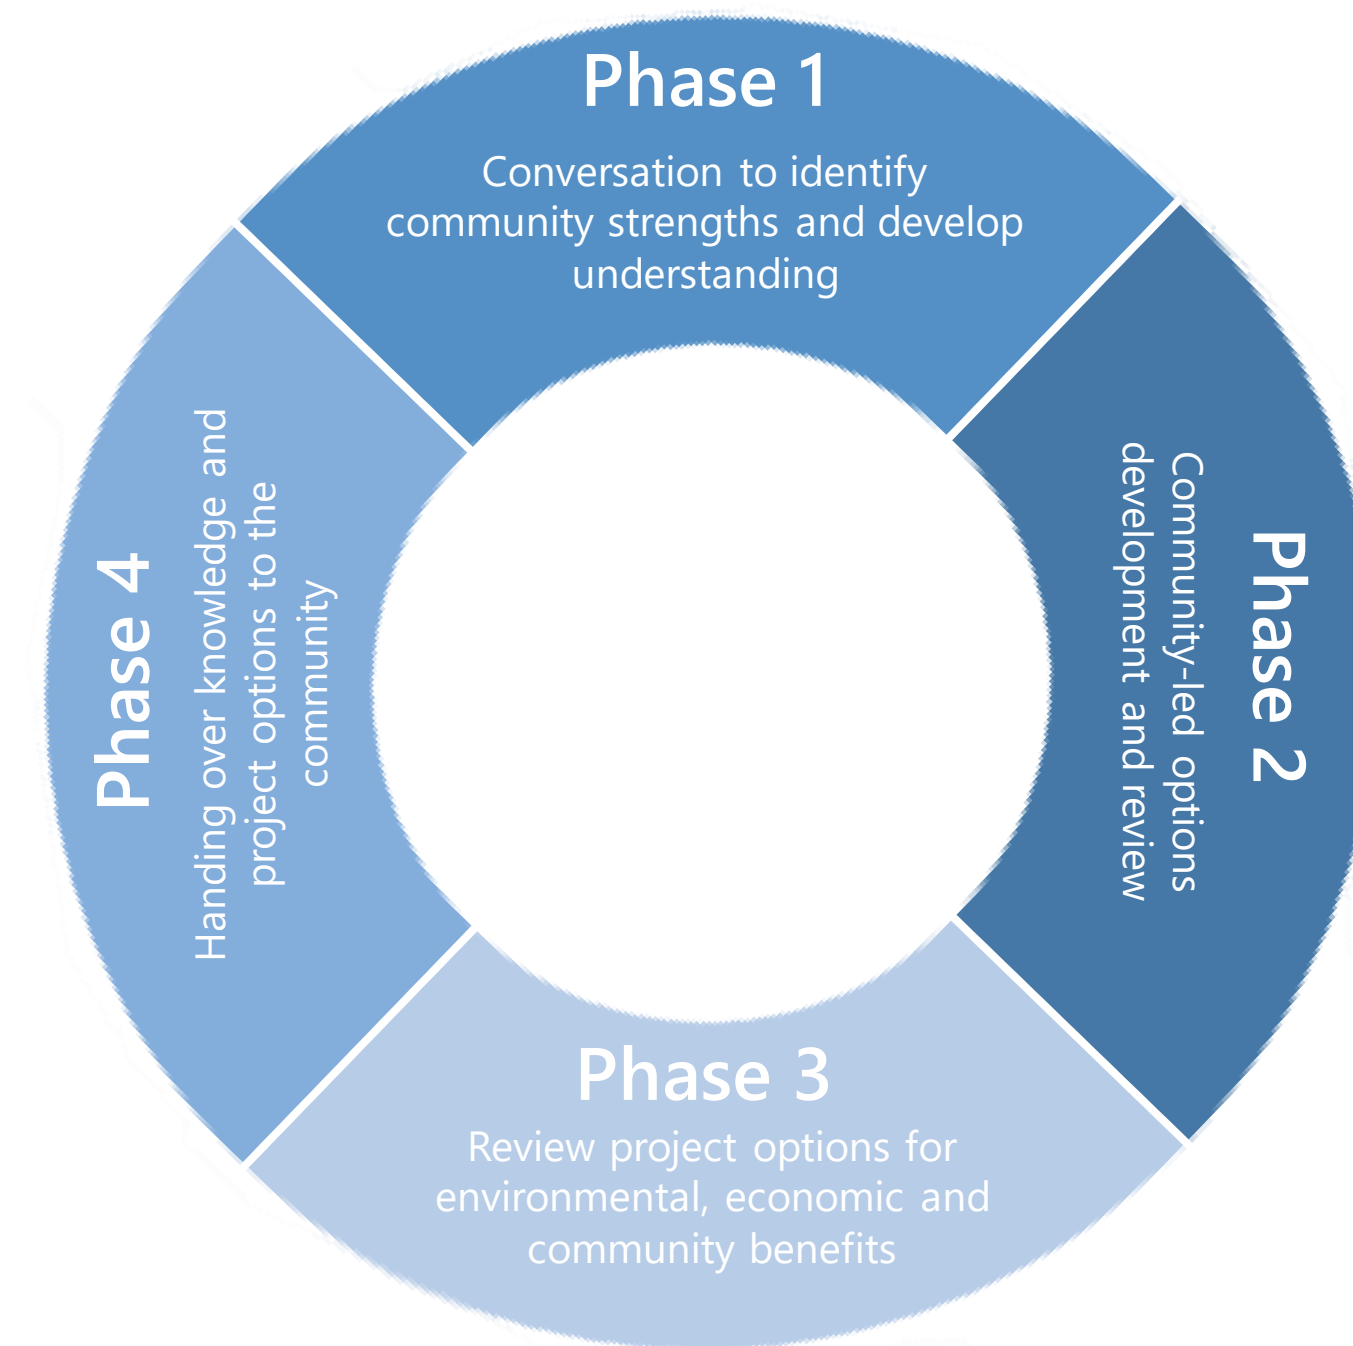 Phase 1
Conversation to identify
community strengths and develop
understanding
Phase 2
Community-led options
development and review
Phase 3
Review project options for
environmental, economic and
community benefits
Phase 4
Handing over knowledge and
project options to the
community